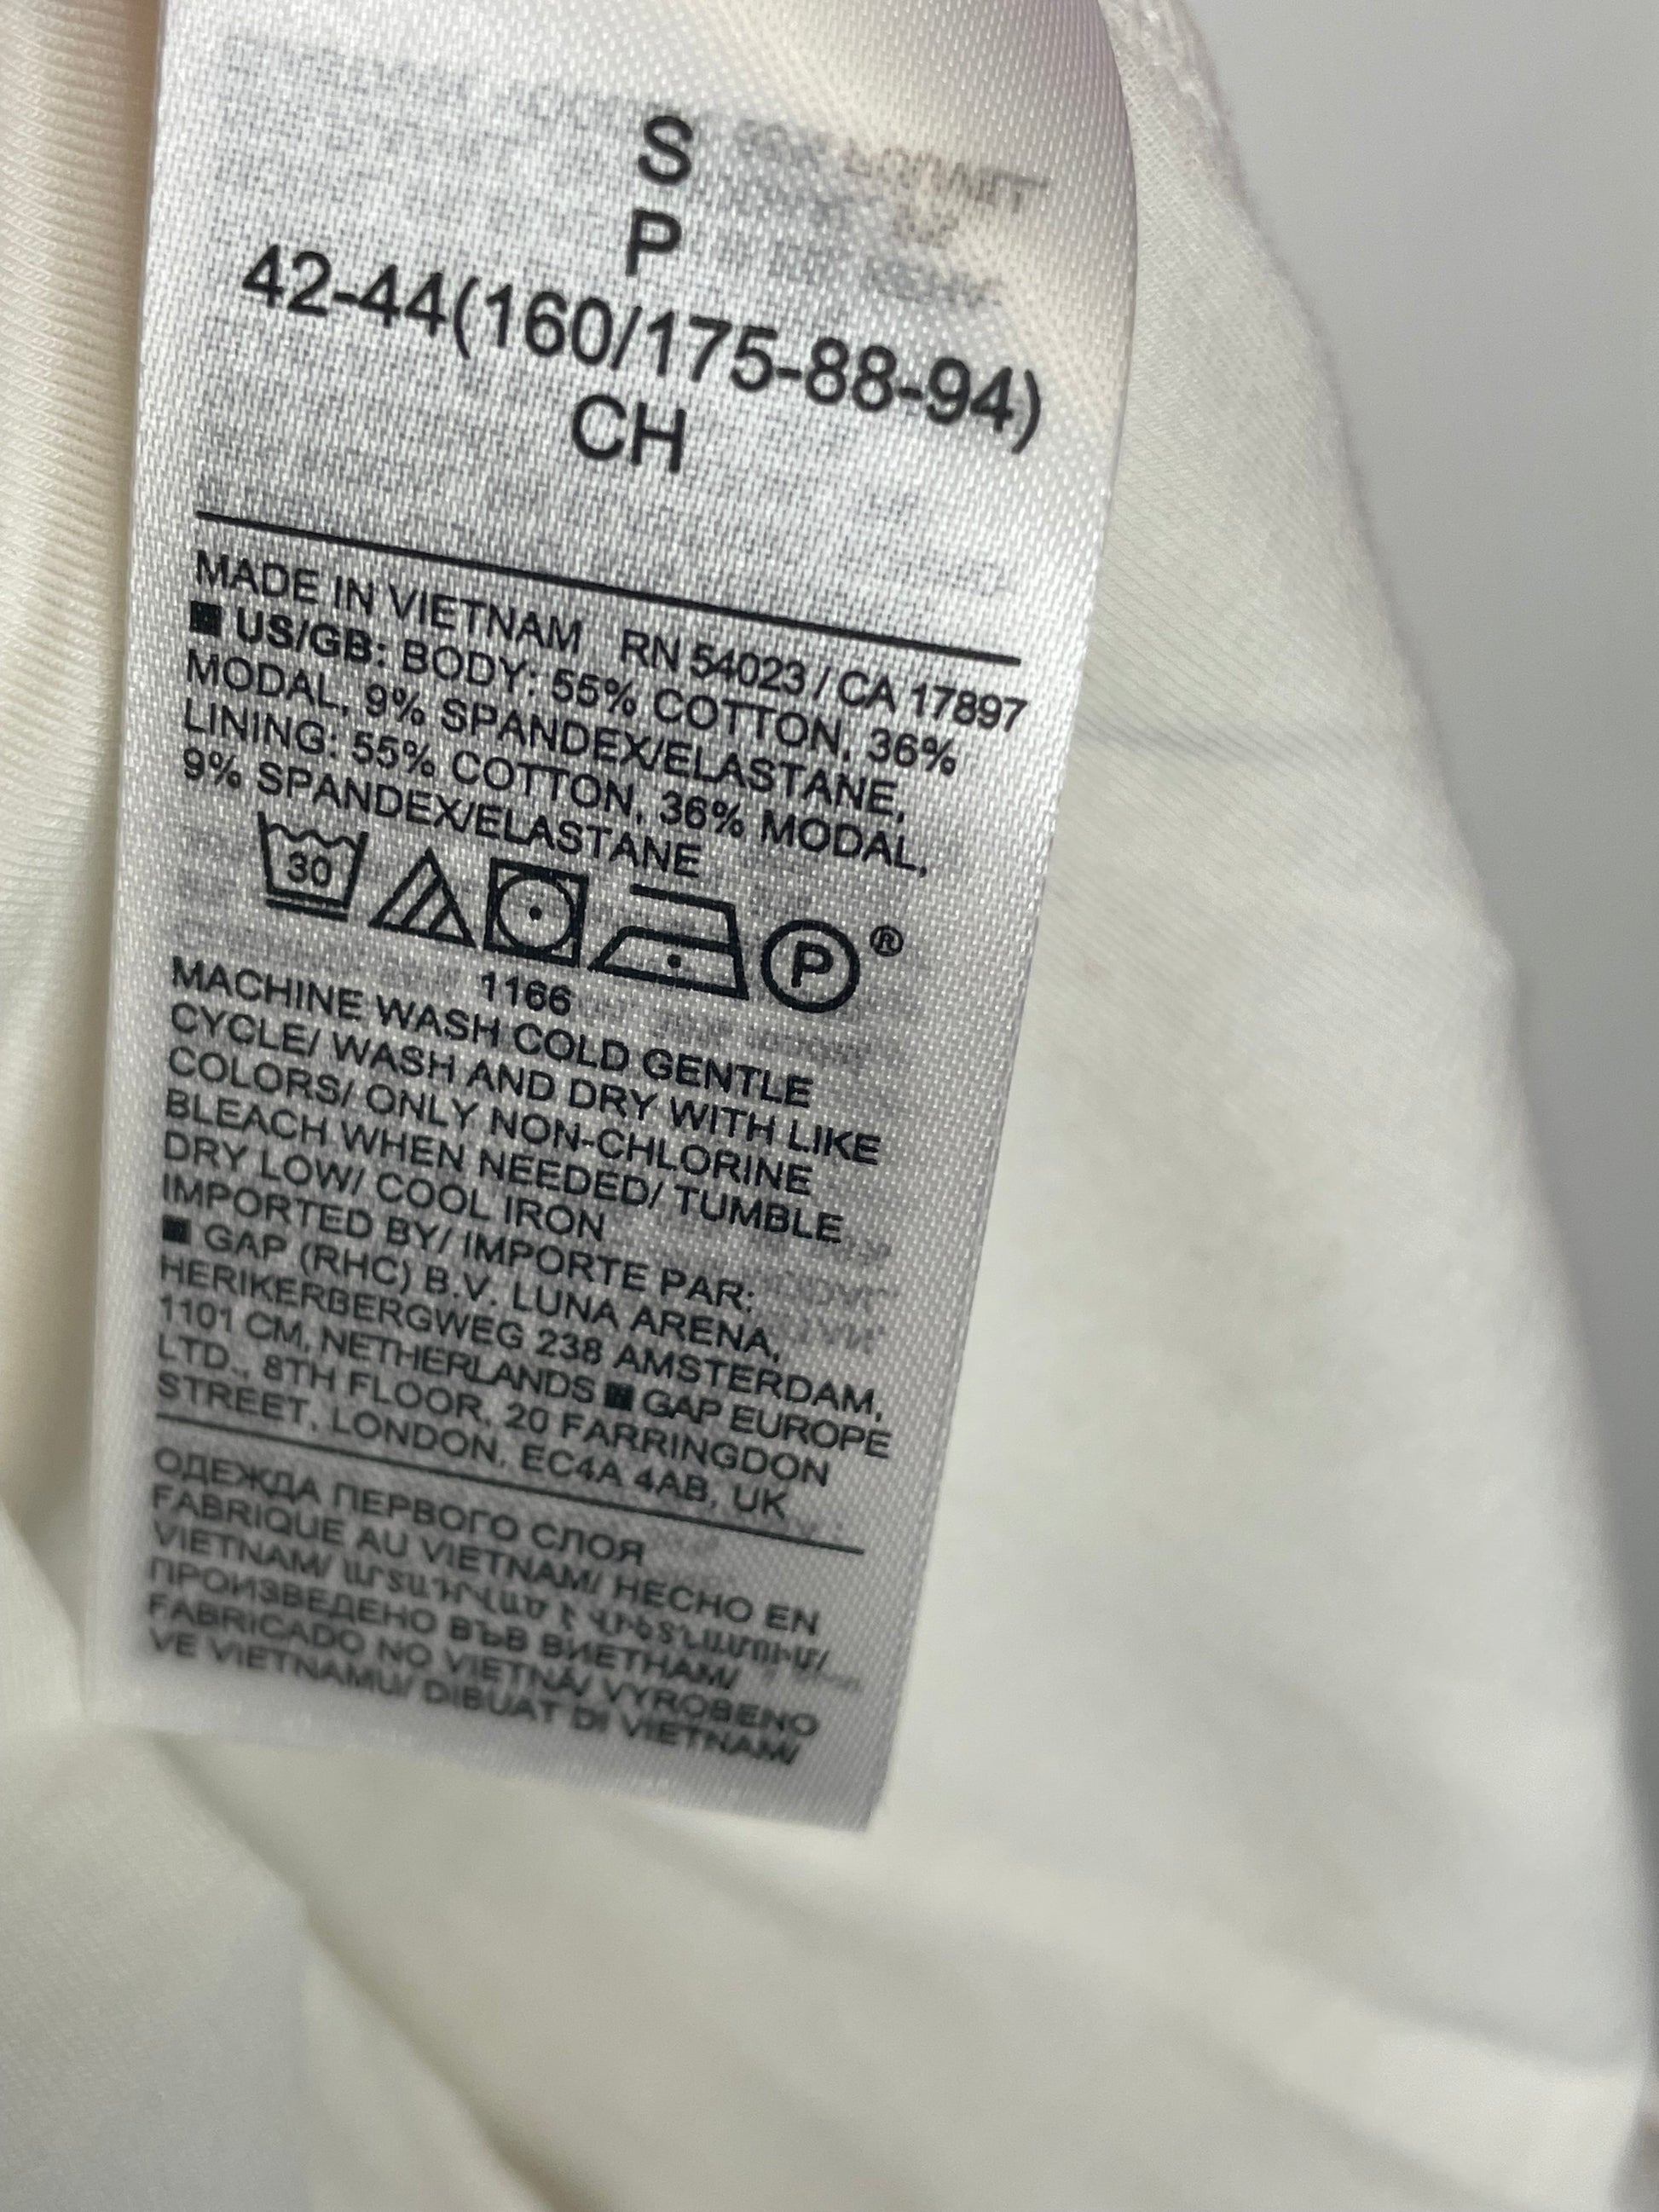 S
P
42-44(160/175-88-94)
CH
MADE IN VIETNAM RN 54023 / CA 17897
US/GB: BODY: 55% COTTON, 36%
MODAL, 9% SPANDEX/ELASTANE,
LINING: 55% COTTON, 36% MODAL,
9% SPANDEX/ELASTANE
30 P ®
1166
MACHINE WASH COLD GENTLE
CYCLE/ WASH AND DRY WITH LIKE
COLORS/ ONLY NON-CHLORINE
BLEACH WHEN NEEDED/ TUMBLE
DRY LOW/ COOL IRON
IMPORTED BY/ IMPORTE PAR:
GAP (RHC) B.V. LUNA ARENA,
HERIKERBERGWEG 238 AMSTERDAM,
1101 CM, NETHERLANDS GAP EUROPE
LTD., 8TH FLOOR, 20 FARRINGDON
STREET, LONDON, EC4A 4AB, UK
ОДЕЖДА ПЕРВОГО СЛОЯ
FABRIQUE AU VIETNAM/ HECHO EN
VIETNAM/ Արտադրված է Վիետնամում/
ПРОИЗВЕДЕНО ВЪВ ВИЕТНАМ/
FABRICADO NO VIETNÃ/ VYROBENO
VE VIETNAMU/ DIBUAT DI VIETNAM/